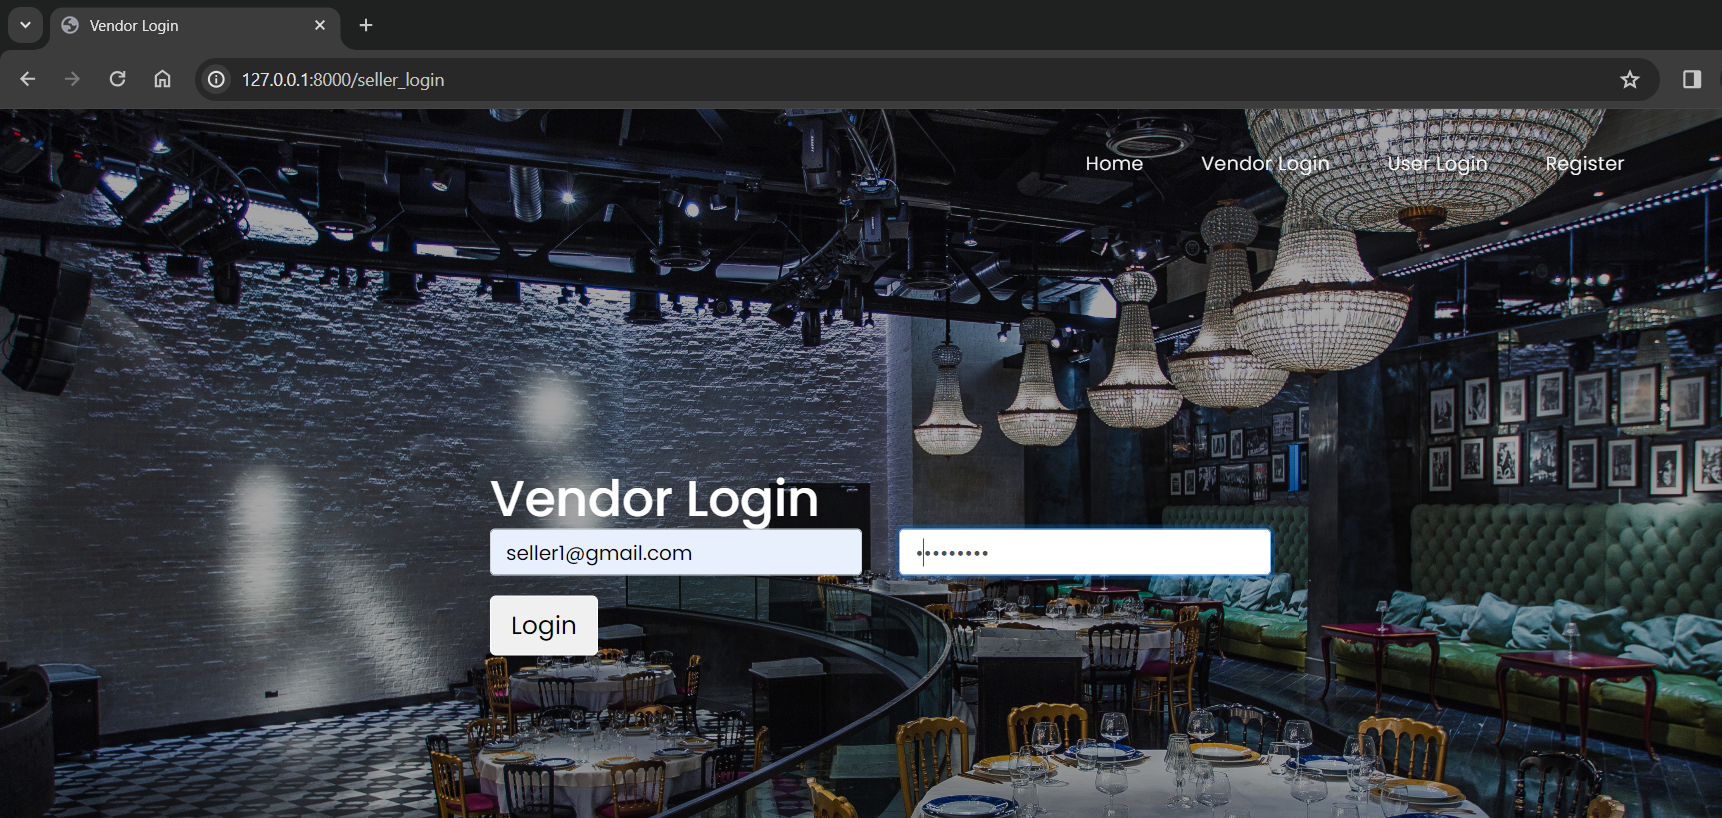 Vendor Login
127.0.0.1:8000/seller_login
Home Vendor Login User Login Register
Vendor Login
seller1@gmail.com •••••••••
Login